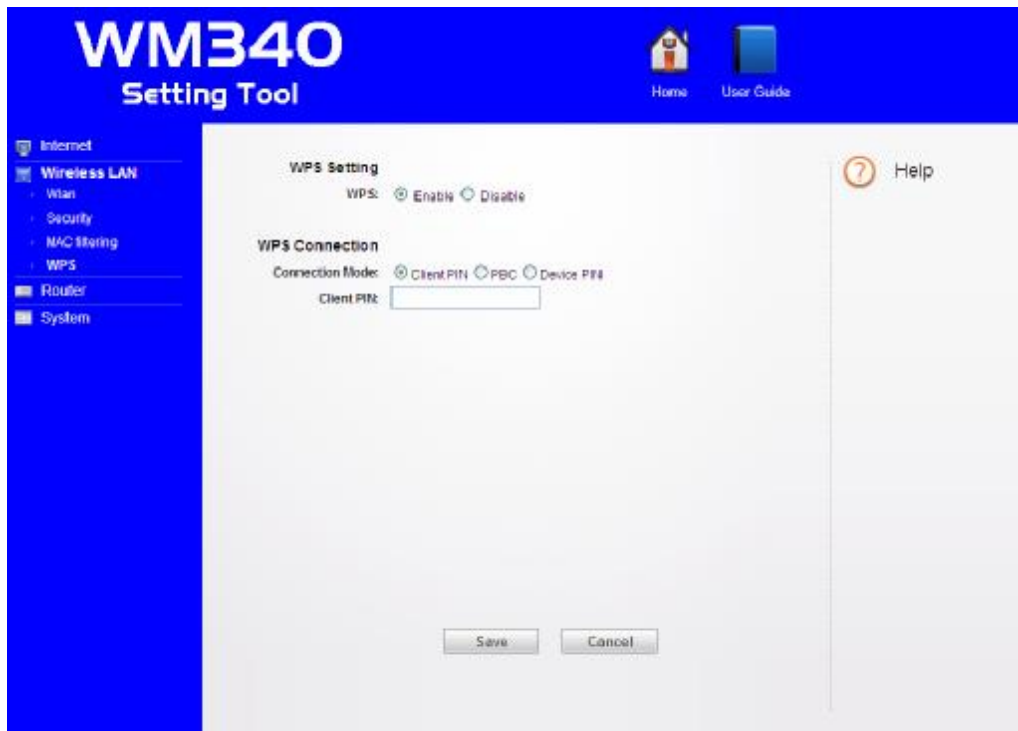 WM340
Setting Tool
Home
User Guide
Internet
Wireless LAN
Wlan
Security
MAC filtering
WPS
Router
System
WPS Setting
WPS: Enable Disable
WPS Connection
Connection Mode: Client PIN PBC Device PIN
Client PIN:
Save Cancel
Help